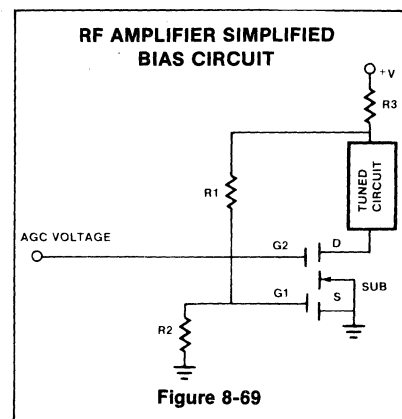 RF AMPLIFIER SIMPLIFIED
BIAS CIRCUIT
+V
R3
R1
TUNED
CIRCUIT
AGC VOLTAGE
G2
D
SUB
G1
S
R2
Figure 8-69